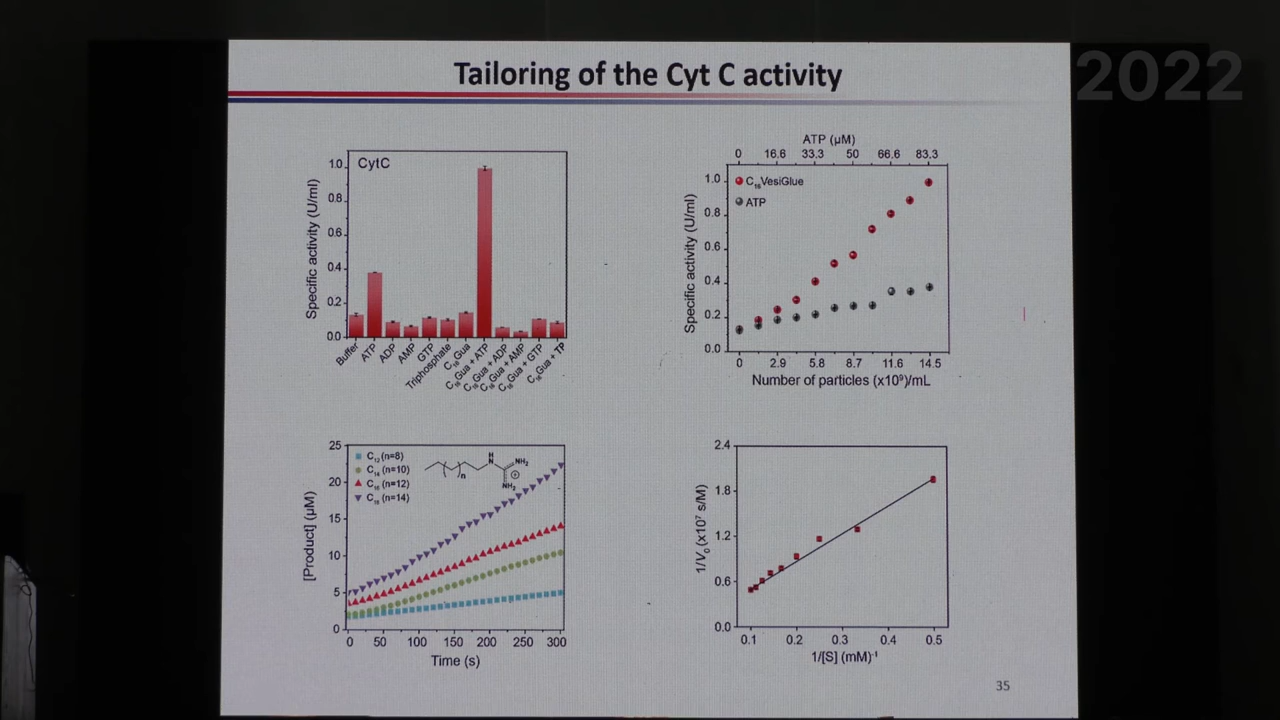 2022
Tailoring of the Cyt C activity
CytC
Specific activity (U/ml)
1.0
0.8
0.6
0.4
0.2
0.0
Buffer
ATP
ADP
AMP
GTP
Triphosphate
C16Gua
C16Gua + ATP
C16Gua + ADP
C16Gua + AMP
C16Gua + GTP
C16Gua + TP
ATP (µM)
0 16.6 33.3 50 66.6 83.3
C16VesiGlue
ATP
Specific activity (U/ml)
1.0
0.8
0.6
0.4
0.2
0.0
0 2.9 5.8 8.7 11.6 14.5
Number of particles (x10⁹)/mL
C12(n=8)
C14(n=10)
C16(n=12)
C18(n=14)
H
N
NH2
NH2
n
[Product] (µM)
25
20
15
10
5
0
0 50 100 150 200 250 300
Time (s)
1/V0 (x10⁷ s/M)
2.4
1.8
1.2
0.6
0.0
0.1 0.2 0.3 0.4 0.5
1/[S] (mM)⁻¹
35